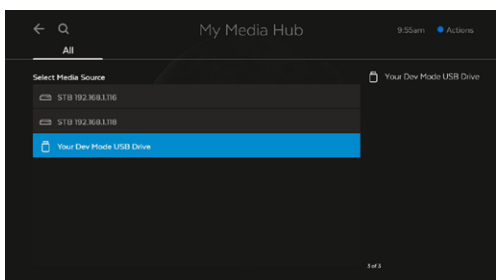 My Media Hub
9:55am
Actions
All
Select Media Source
STB 192.168.1.116
STB 192.168.1.118
Your Dev Mode USB Drive
Your Dev Mode USB Drive
3 of 3